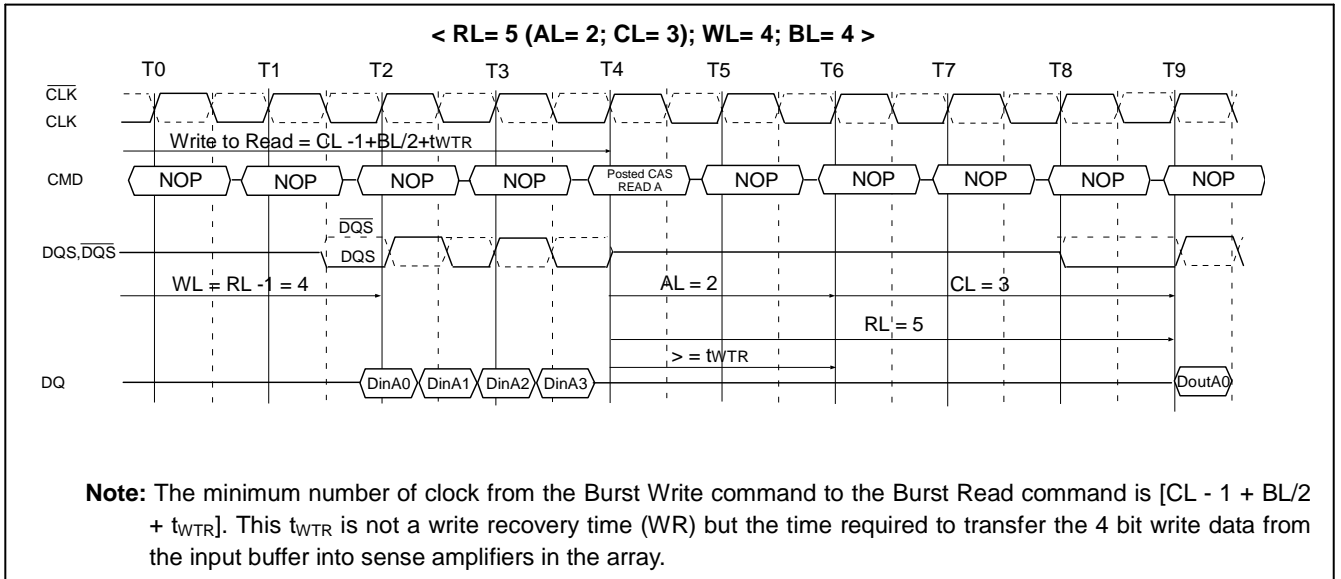 < RL= 5 (AL= 2; CL= 3); WL= 4; BL= 4 >
T0 T1 T2 T3 T4 T5 T6 T7 T8 T9
CLK
CLK
Write to Read = CL -1+BL/2+tWTR
CMD NOP NOP NOP NOP Posted CAS READ A NOP NOP NOP NOP NOP
DQS
DQS,DQS DQS
WL = RL -1 = 4 AL = 2 CL = 3
RL = 5
> = tWTR
DQ DinA0 DinA1 DinA2 DinA3 DoutA0
Note: The minimum number of clock from the Burst Write command to the Burst Read command is [CL - 1 + BL/2
+ tWTR]. This tWTR is not a write recovery time (WR) but the time required to transfer the 4 bit write data from
the input buffer into sense amplifiers in the array.